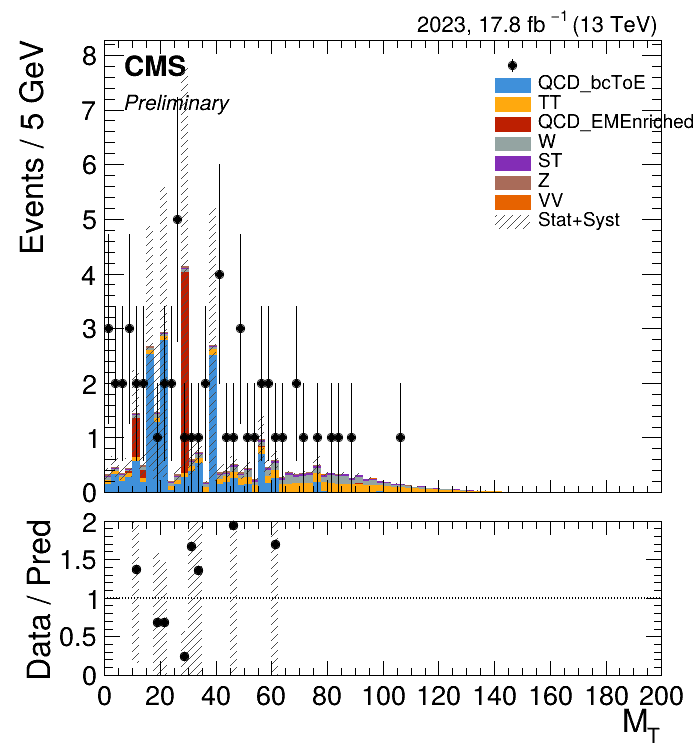 2023, 17.8 fb⁻¹ (13 TeV)
Events / 5 GeV
CMS
Preliminary
QCD_bcToE
TT
QCD_EMEnriched
W
ST
Z
VV
Stat+Syst
8
7
6
5
4
3
2
1
0
Data / Pred
2
1.5
1
0.5
0
0 20 40 60 80 100 120 140 160 180 200
M_T